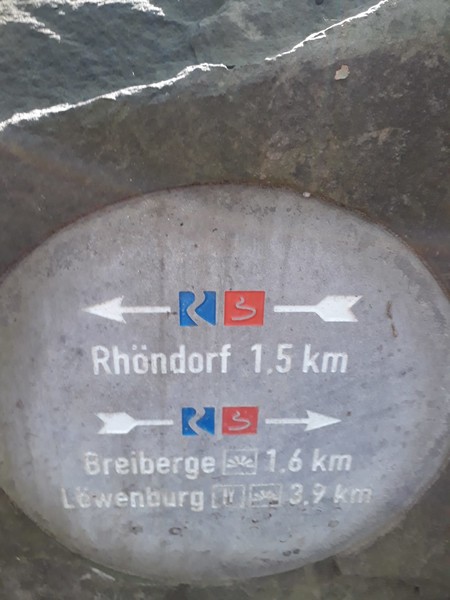 Rhöndorf 1,5 km
Breiberge 1,6 km
Löwenburg 3,9 km